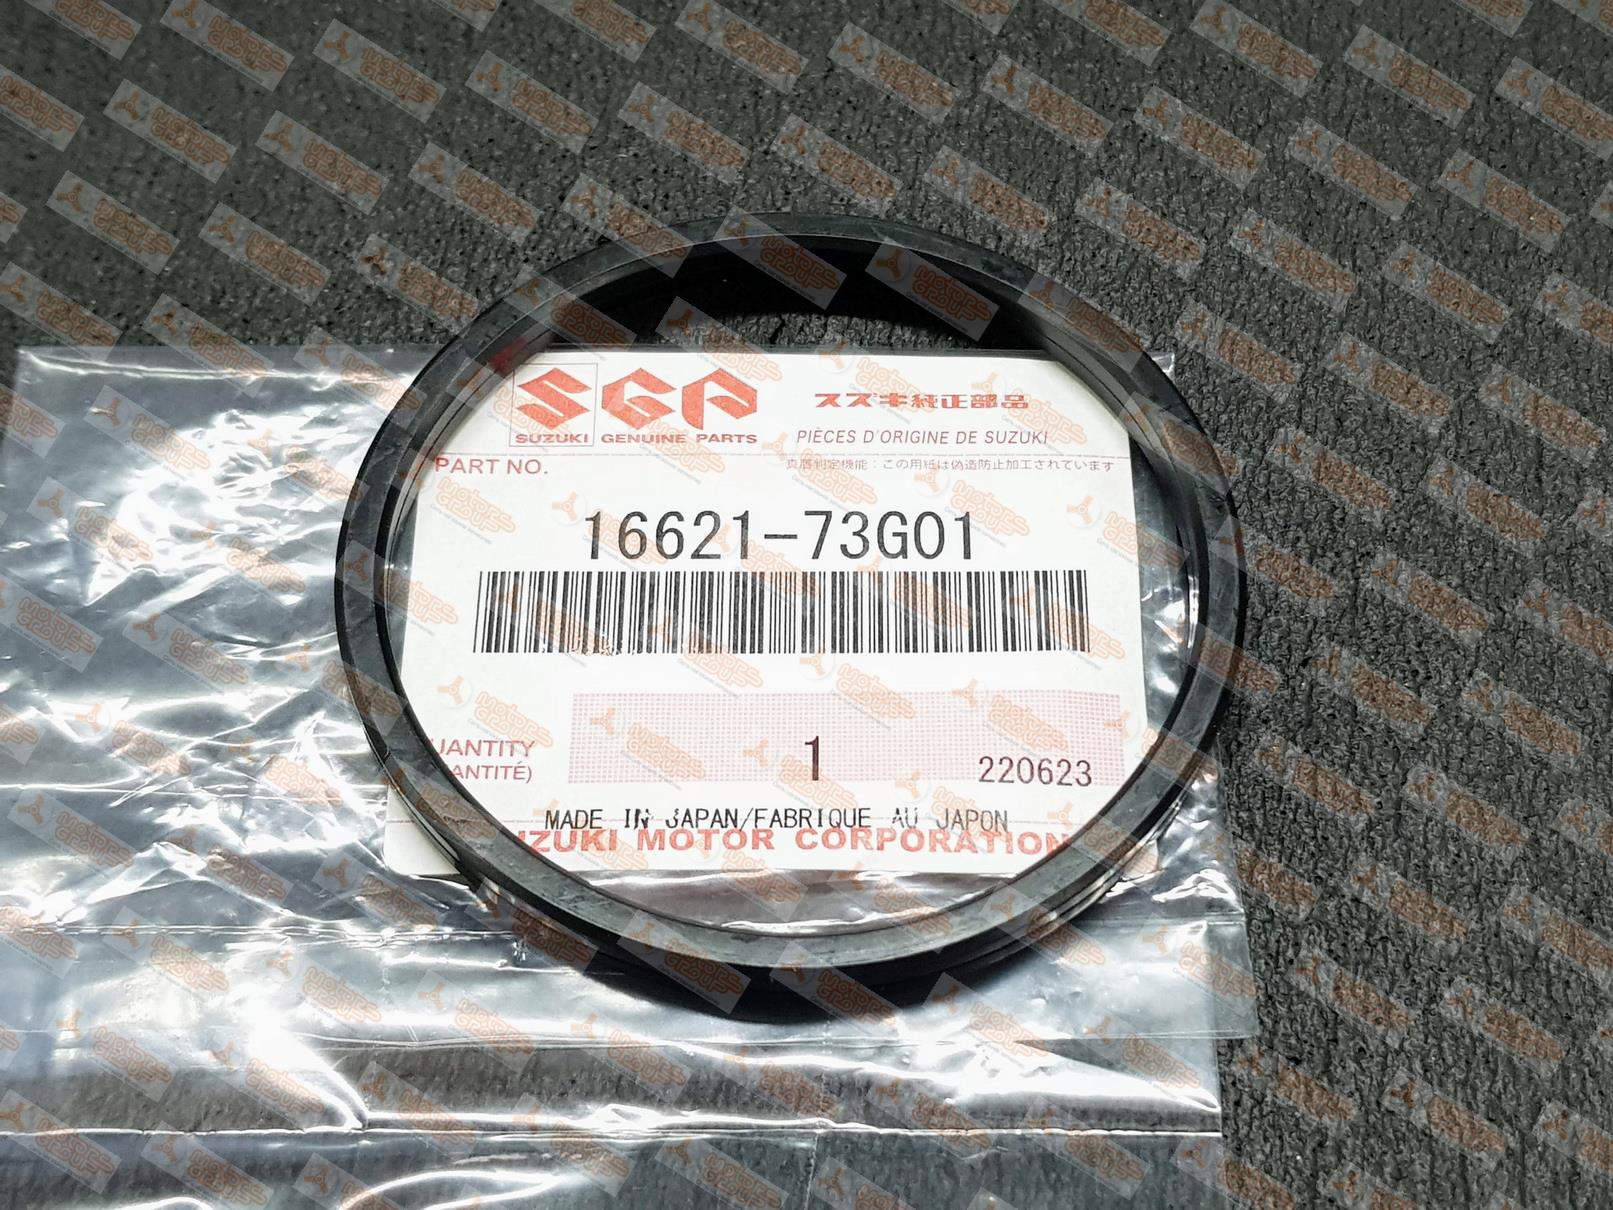 SGP
SUZUKI GENUINE PARTS
スズキ純正部品
PIÈCES D'ORIGINE DE SUZUKI
PART NO.
真贋判定機能：この用紙は偽造防止加工されています
16621-73G01
UANTITY
ANTITÉ)
1
220623
MADE IN JAPAN/FABRIQUE AU JAPON
IZUKI MOTOR CORPORATION